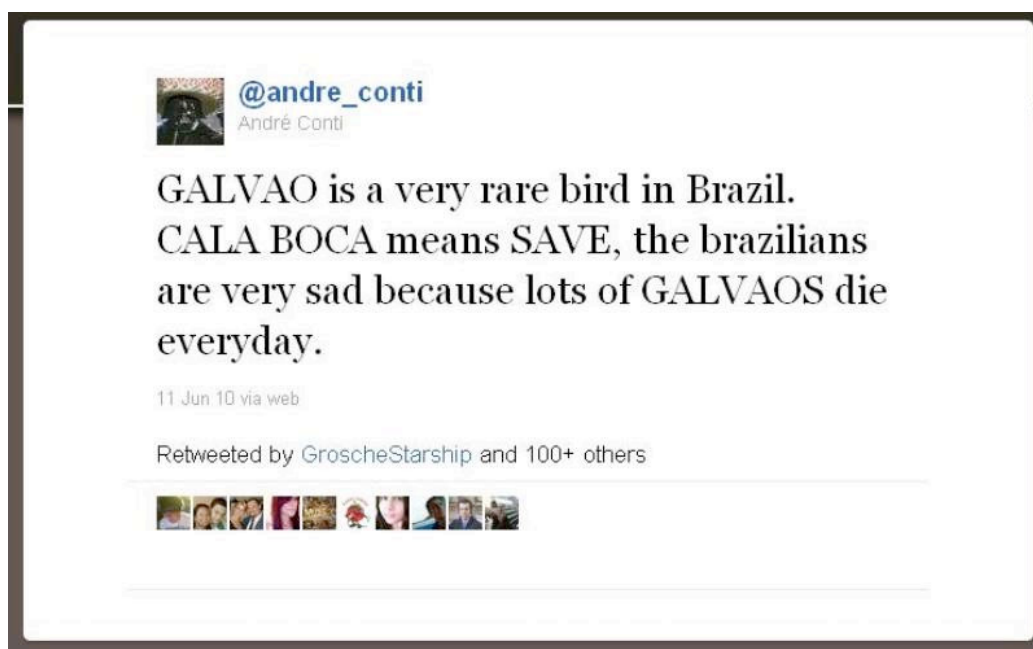 @andre_conti
André Conti
GALVAO is a very rare bird in Brazil.
CALA BOCA means SAVE, the brazilians
are very sad because lots of GALVAOS die
everyday.
11 Jun 10 via web
Retweeted by GroscheStarship and 100+ others